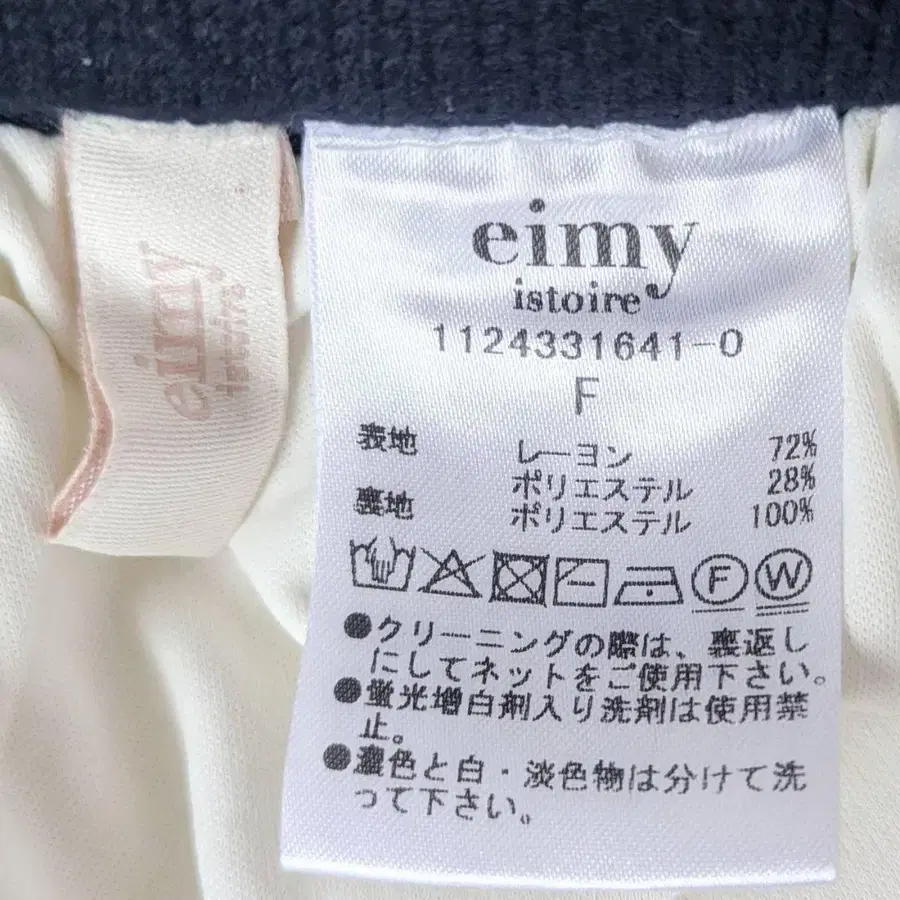 eimy
istoire
eimy
istoire
1124331641-0
F
表地 レーヨン 72%
ポリエステル 28%
裏地 ポリエステル 100%
F W
●クリーニングの際は、裏返し
にしてネットをご使用下さい。
●蛍光増白剤入り洗剤は使用禁
止。
●濃色と白・淡色物は分けて洗
って下さい。